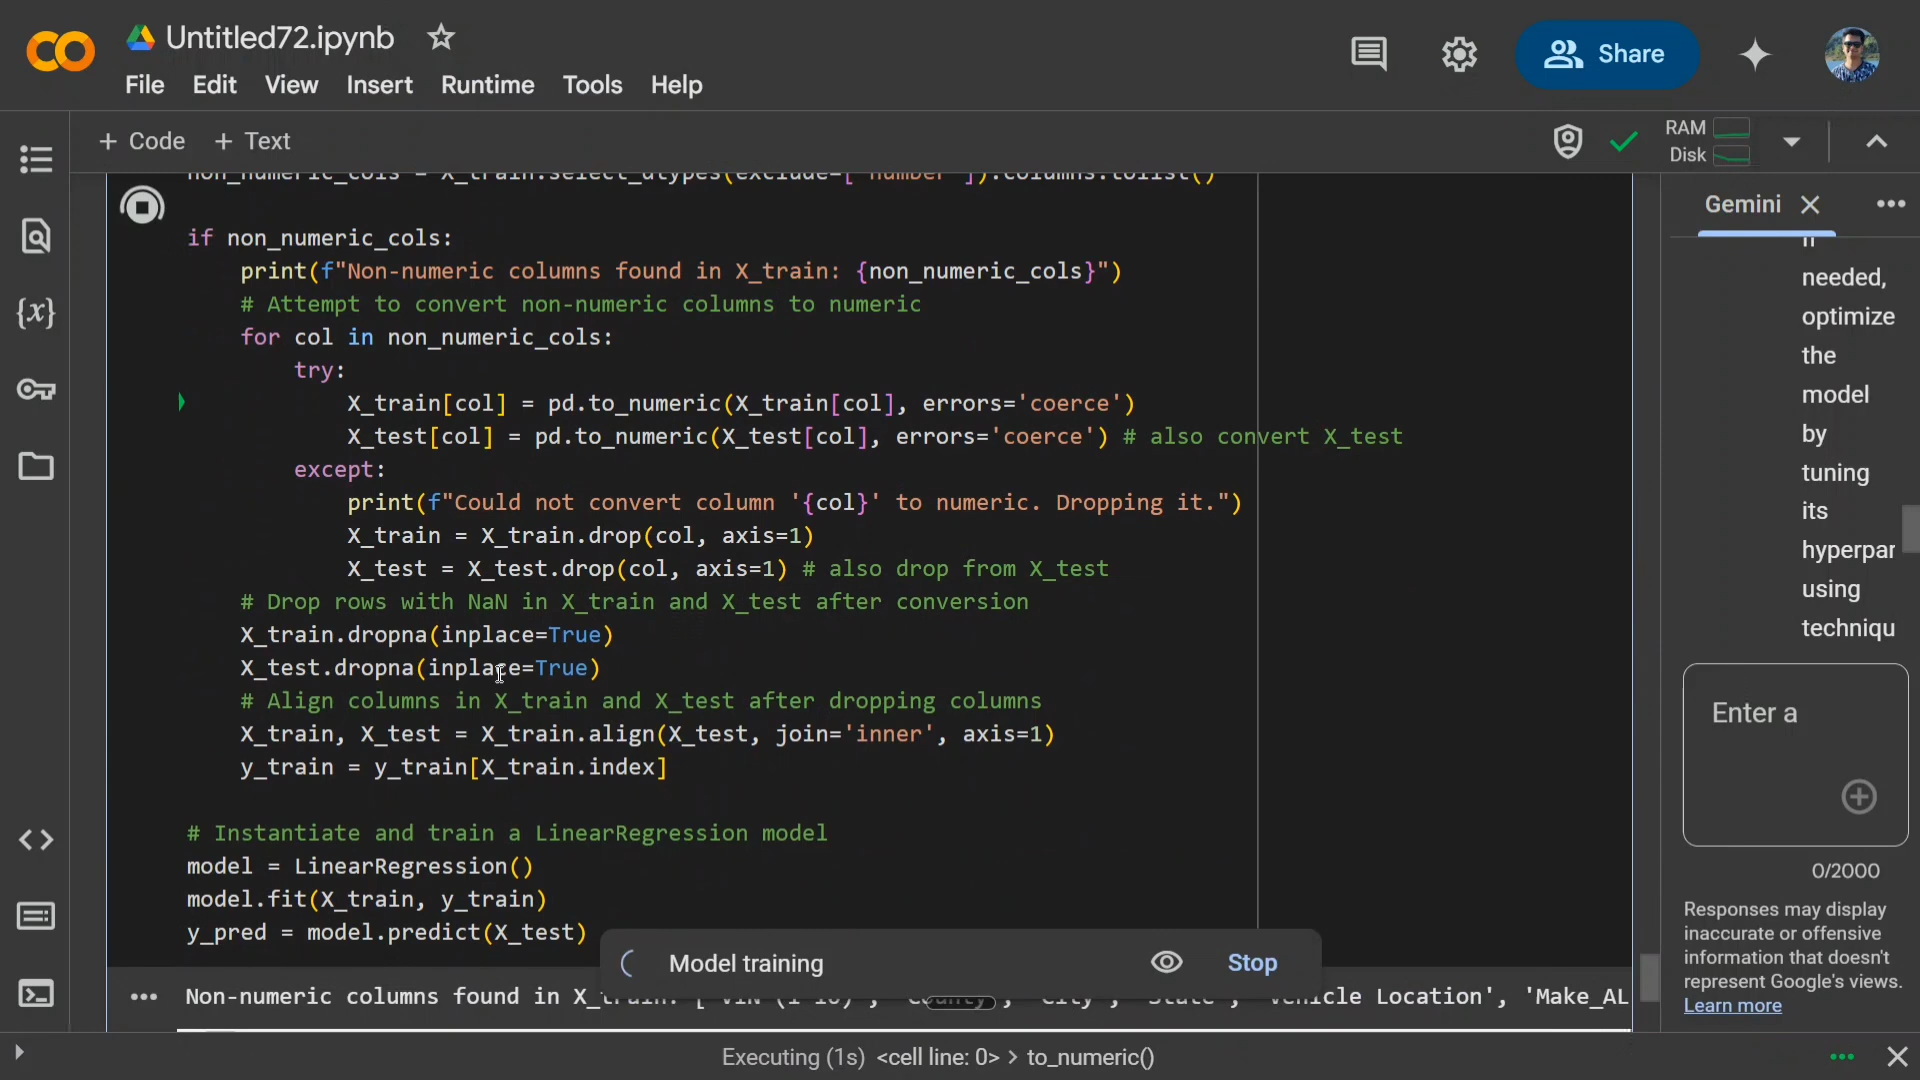 Untitled72.ipynb
File Edit View Insert Runtime Tools Help
Share
+ Code + Text
RAM
Disk
if non_numeric_cols:
print(f"Non-numeric columns found in X_train: {non_numeric_cols}")
# Attempt to convert non-numeric columns to numeric
for col in non_numeric_cols:
try:
X_train[col] = pd.to_numeric(X_train[col], errors='coerce')
X_test[col] = pd.to_numeric(X_test[col], errors='coerce') # also convert X_test
except:
print(f"Could not convert column '{col}' to numeric. Dropping it.")
X_train = X_train.drop(col, axis=1)
X_test = X_test.drop(col, axis=1) # also drop from X_test
# Drop rows with NaN in X_train and X_test after conversion
X_train.dropna(inplace=True)
X_test.dropna(inplace=True)
# Align columns in X_train and X_test after dropping columns
X_train, X_test = X_train.align(X_test, join='inner', axis=1)
y_train = y_train[X_train.index]
# Instantiate and train a LinearRegression model
model = LinearRegression()
model.fit(X_train, y_train)
y_pred = model.predict(X_test)
Model training
Stop
Non-numeric columns found in 'State', Location', 'Make_AL
Executing (1s) <cell line: 0> > to_numeric()
Gemini
needed,
optimize
the
model
by
tuning
its
hyperpar
using
techniqu
Enter a
0/2000
Responses may display
inaccurate or offensive
information that doesn't
represent Google's views.
Learn more